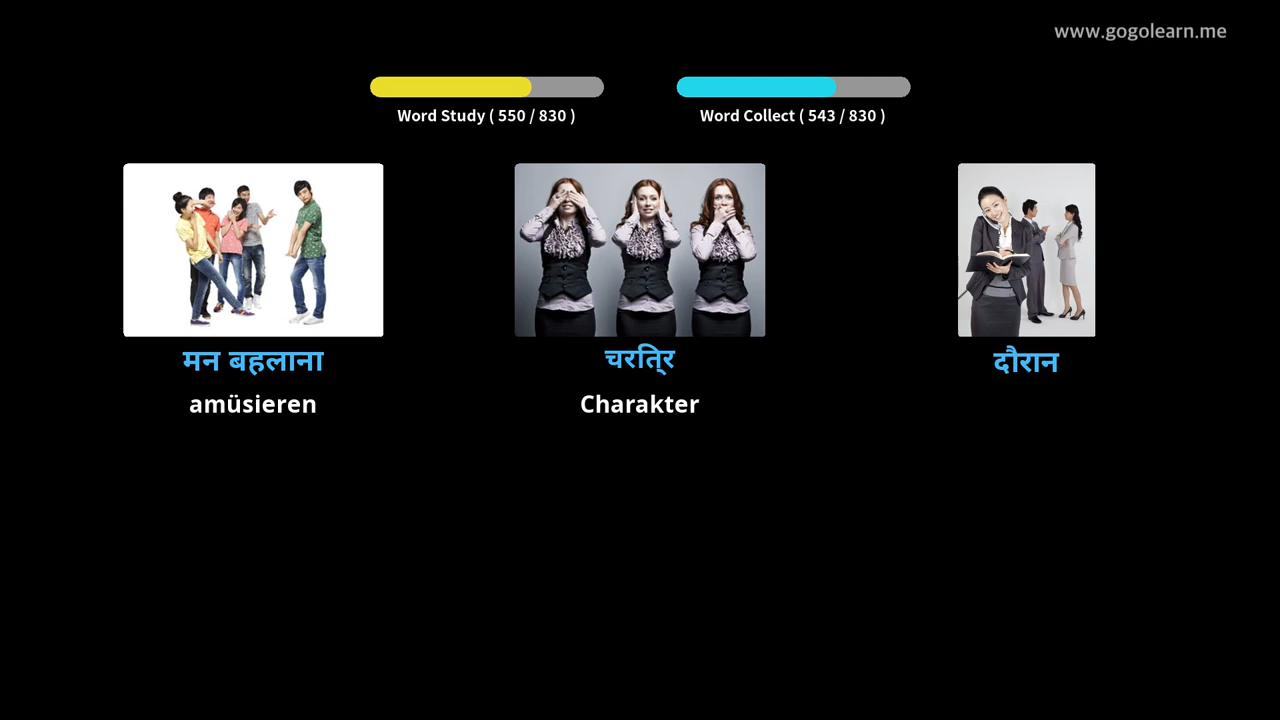 www.gogolearn.me
Word Study ( 550 / 830 )
Word Collect ( 543 / 830 )
मन बहलाना
चरित्र
दौरान
amüsieren
Charakter